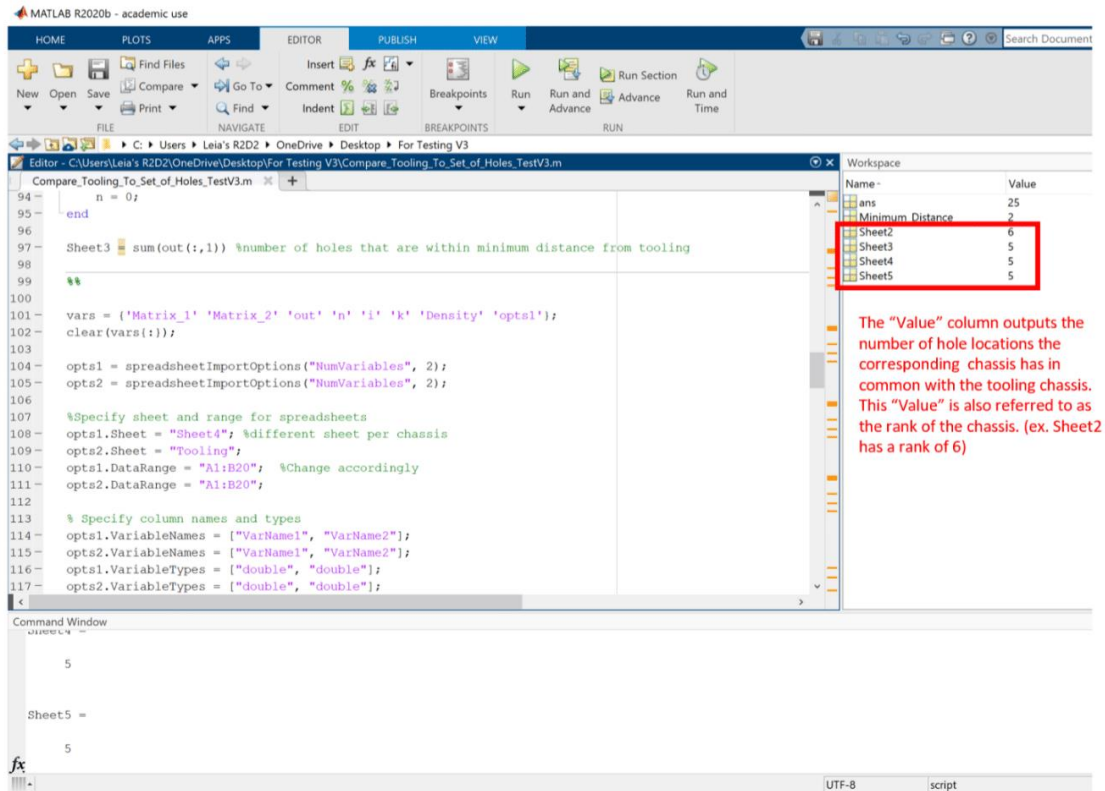 MATLAB R2020b - academic use
HOME PLOTS APPS EDITOR PUBLISH VIEW
Search Document
Find Files
Insert fx
Compare
Go To
Comment %
Run Section
New Open Save
Print
Find
Indent
Breakpoints
Run
Run and Advance
Advance
Run and Time
FILE NAVIGATE EDIT BREAKPOINTS RUN
C: Users Leia's R2D2 OneDrive Desktop For Testing V3
Editor - C:\Users\Leia's R2D2\OneDrive\Desktop\For Testing V3\Compare_Tooling_To_Set_of_Holes_TestV3.m
Compare_Tooling_To_Set_of_Holes_TestV3.m +
94 - n = 0;
95 - end
96
97 - Sheet3 = sum(out(:,1)) %number of holes that are within minimum distance from tooling
98
99 %%
100
101 - vars = {'Matrix_1' 'Matrix_2' 'out' 'n' 'i' 'k' 'Density' 'opts1'};
102 - clear(vars{:});
103
104 - opts1 = spreadsheetImportOptions("NumVariables", 2);
105 - opts2 = spreadsheetImportOptions("NumVariables", 2);
106
107 %Specify sheet and range for spreadsheets
108 - opts1.Sheet = "Sheet4"; %different sheet per chassis
109 - opts2.Sheet = "Tooling";
110 - opts1.DataRange = "A1:B20"; %Change accordingly
111 - opts2.DataRange = "A1:B20";
112
113 % Specify column names and types
114 - opts1.VariableNames = ["VarName1", "VarName2"];
115 - opts2.VariableNames = ["VarName1", "VarName2"];
116 - opts1.VariableTypes = ["double", "double"];
117 - opts2.VariableTypes = ["double", "double"];
Workspace
Name Value
ans 25
Minimum_Distance 2
Sheet2 6
Sheet3 5
Sheet4 5
Sheet5 5
The “Value” column outputs the
number of hole locations the
corresponding chassis has in
common with the tooling chassis.
This “Value” is also referred to as
the rank of the chassis. (ex. Sheet2
has a rank of 6)
Command Window
Sheet4 =
5
Sheet5 =
5
fx
UTF-8 script